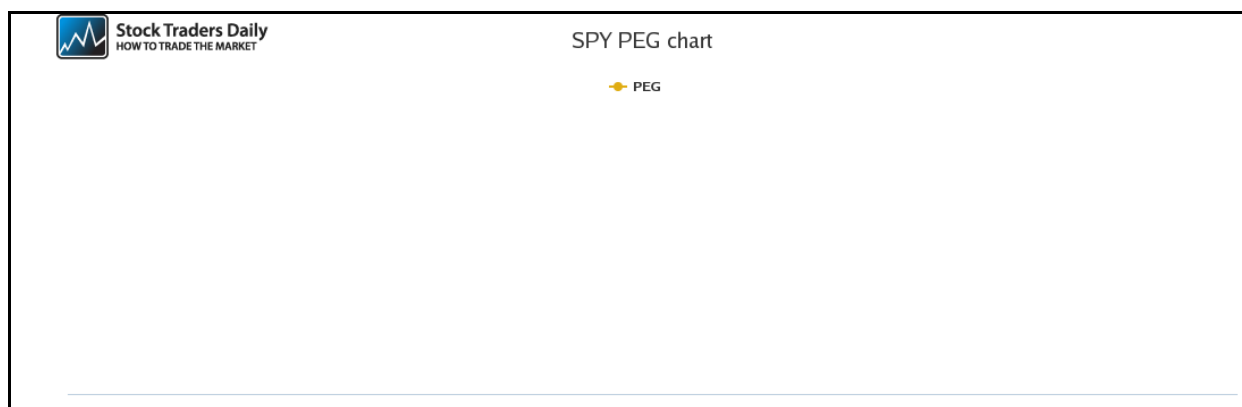 Stock Traders Daily
HOW TO TRADE THE MARKET
SPY PEG chart
PEG